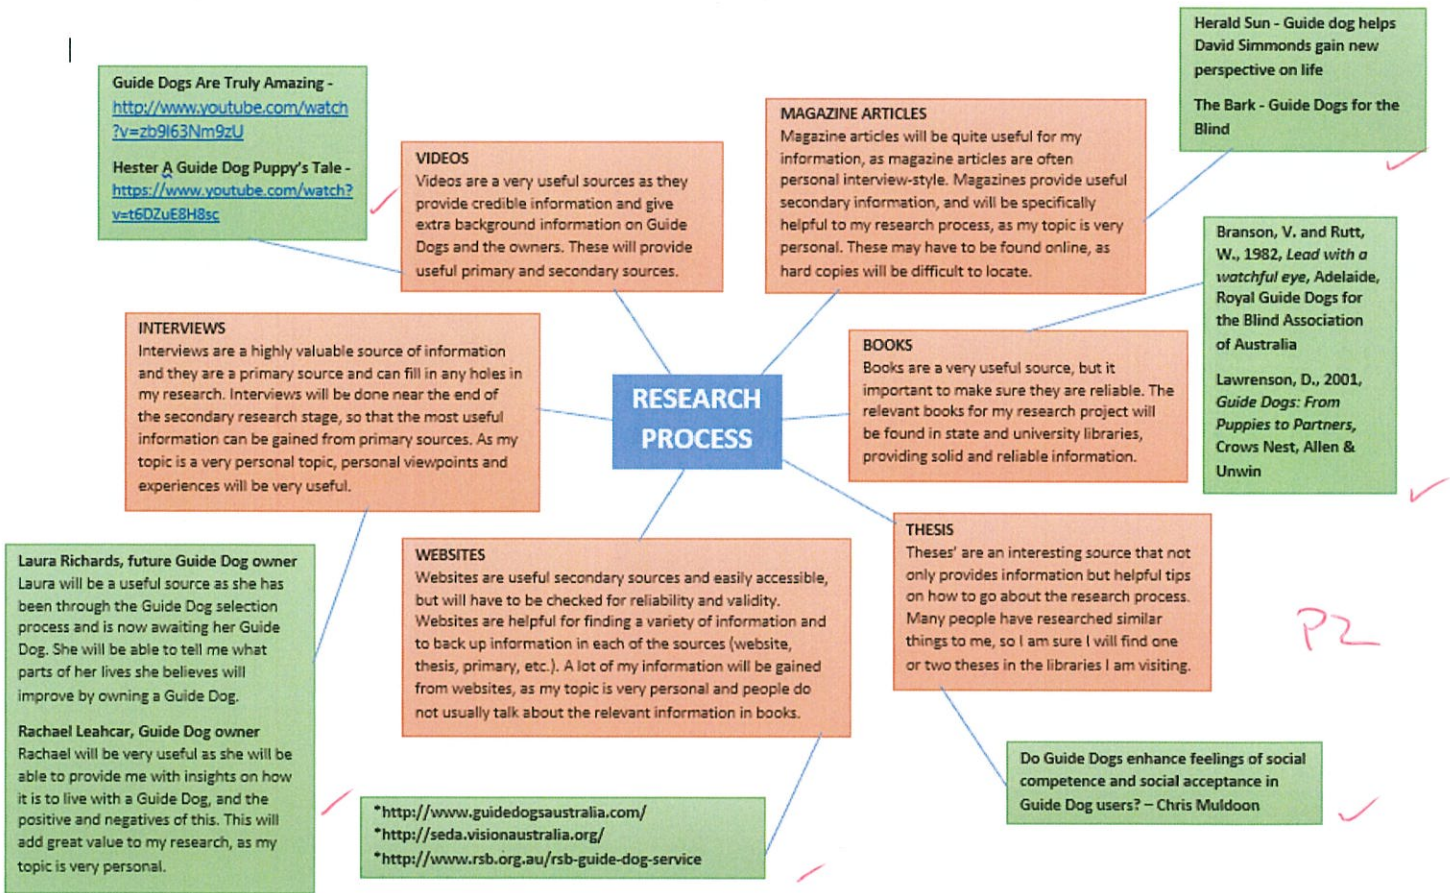 Guide Dogs Are Truly Amazing -
http://www.youtube.com/watch
?v=zb9I63Nm9zU
Hester A Guide Dog Puppy's Tale -
https://www.youtube.com/watch?
v=t6DZuE8H8sc
VIDEOS
Videos are a very useful sources as they
provide credible information and give
extra background information on Guide
Dogs and the owners. These will provide
useful primary and secondary sources.
MAGAZINE ARTICLES
Magazine articles will be quite useful for my
information, as magazine articles are often
personal interview-style. Magazines provide useful
secondary information, and will be specifically
helpful to my research process, as my topic is very
personal. These may have to be found online, as
hard copies will be difficult to locate.
Herald Sun - Guide dog helps
David Simmonds gain new
perspective on life
The Bark - Guide Dogs for the
Blind
INTERVIEWS
Interviews are a highly valuable source of information
and they are a primary source and can fill in any holes in
my research. Interviews will be done near the end of
the secondary research stage, so that the most useful
information can be gained from primary sources. As my
topic is a very personal topic, personal viewpoints and
experiences will be very useful.
RESEARCH
PROCESS
BOOKS
Books are a very useful source, but it
important to make sure they are reliable. The
relevant books for my research project will
be found in state and university libraries,
providing solid and reliable information.
Branson, V. and Rutt,
W., 1982, Lead with a
watchful eye, Adelaide,
Royal Guide Dogs for
the Blind Association
of Australia
Lawrenson, D., 2001,
Guide Dogs: From
Puppies to Partners,
Crows Nest, Allen &
Unwin
Laura Richards, future Guide Dog owner
Laura will be a useful source as she has
been through the Guide Dog selection
process and is now awaiting her Guide
Dog. She will be able to tell me what
parts of her lives she believes will
improve by owning a Guide Dog.
Rachael Leahcar, Guide Dog owner
Rachael will be very useful as she will be
able to provide me with insights on how
it is to live with a Guide Dog, and the
positive and negatives of this. This will
add great value to my research, as my
topic is very personal.
WEBSITES
Websites are useful secondary sources and easily accessible,
but will have to be checked for reliability and validity.
Websites are helpful for finding a variety of information and
to back up information in each of the sources (website,
thesis, primary, etc.). A lot of my information will be gained
from websites, as my topic is very personal and people do
not usually talk about the relevant information in books.
*http://www.guidedogsaustralia.com/
*http://seda.visionaustralia.org/
*http://www.rsb.org.au/rsb-guide-dog-service
THESIS
Theses' are an interesting source that not
only provides information but helpful tips
on how to go about the research process.
Many people have researched similar
things to me, so I am sure I will find one
or two theses in the libraries I am visiting.
P2
Do Guide Dogs enhance feelings of social
competence and social acceptance in
Guide Dog users? – Chris Muldoon